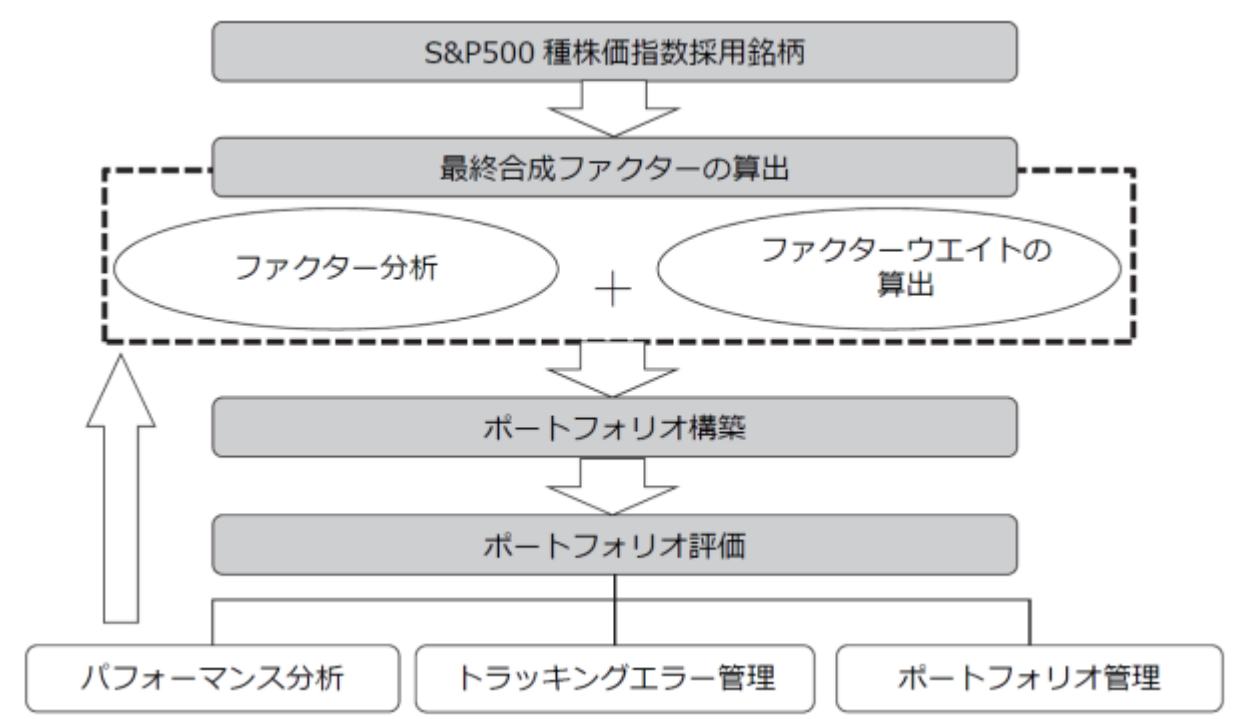 S&P500 種株価指数採用銘柄
最終合成ファクターの算出
ファクター分析
＋
ファクターウエイトの
算出
ポートフォリオ構築
ポートフォリオ評価
パフォーマンス分析
トラッキングエラー管理
ポートフォリオ管理